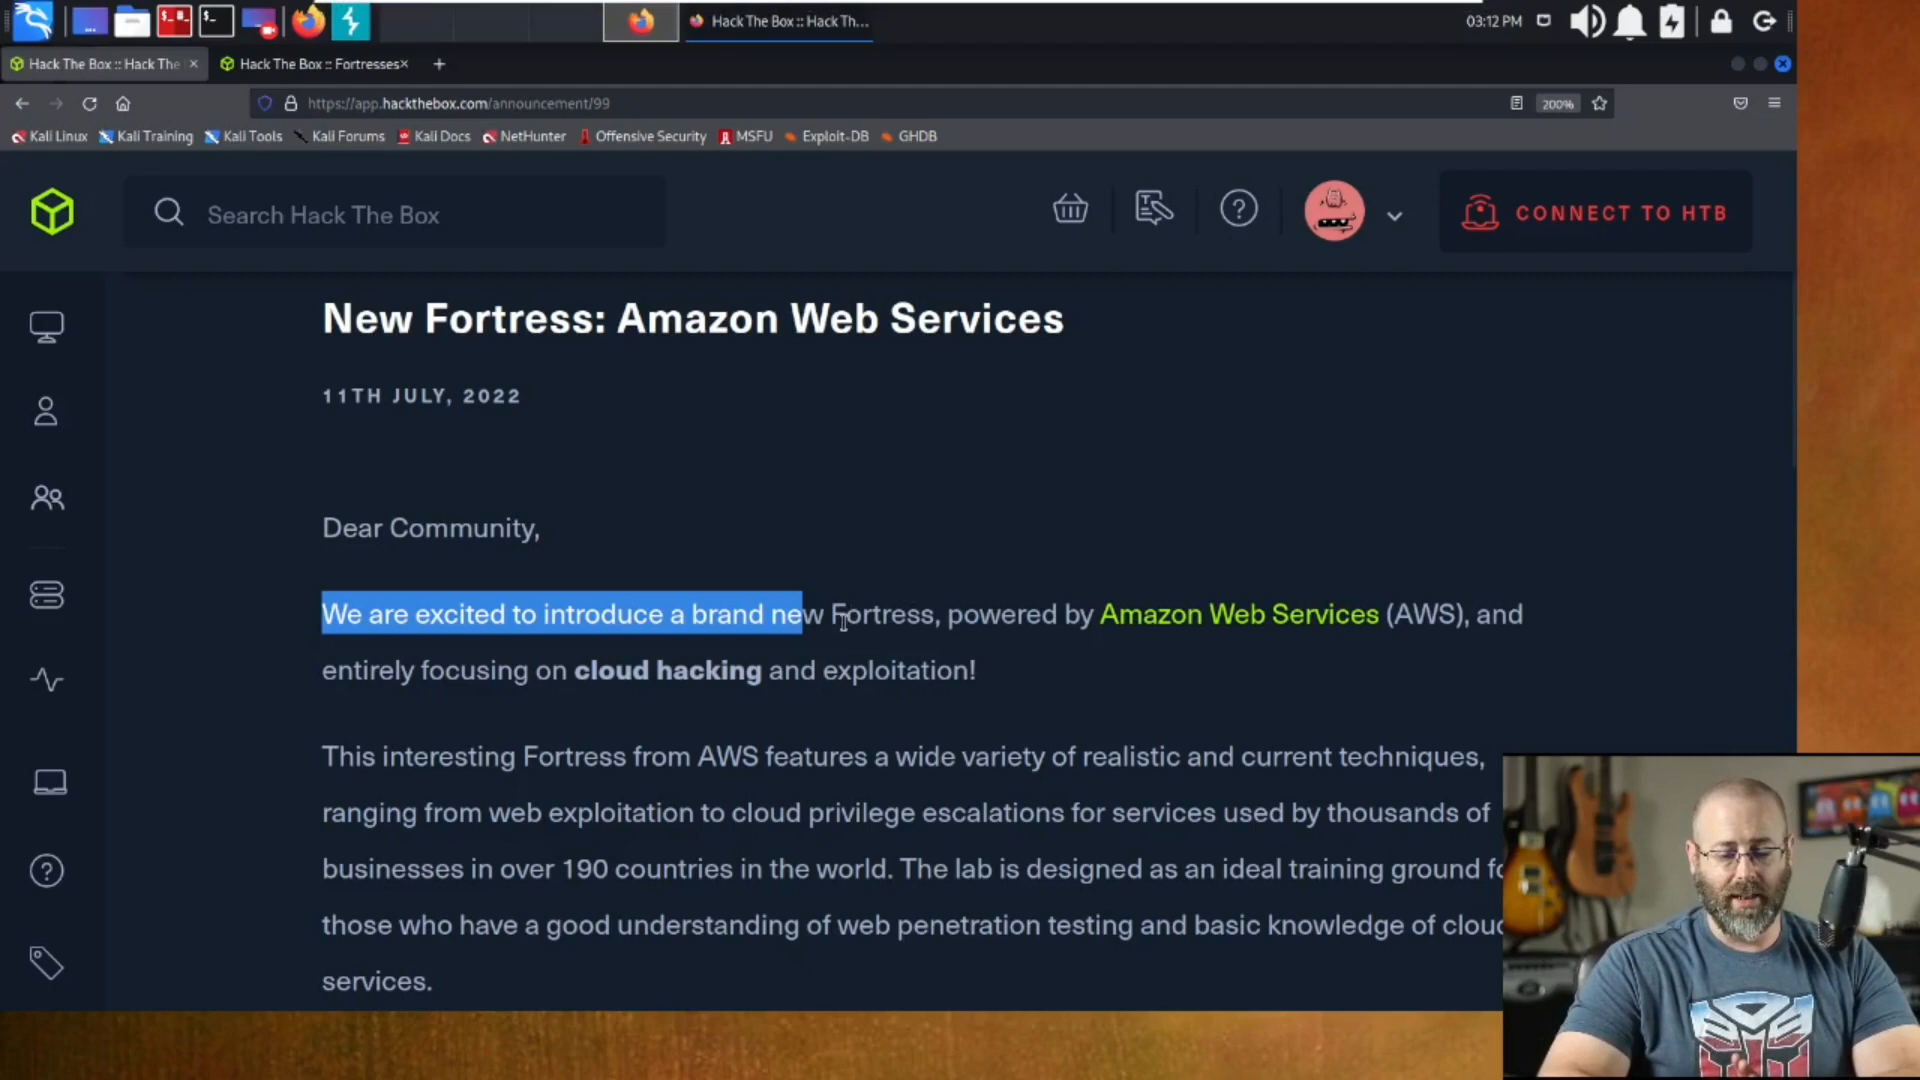 Hack The Box :: Hack Th...
03:12 PM
Hack The Box :: Hack The
Hack The Box :: Fortresses
https://app.hackthebox.com/announcement/99
200%
Kali Linux Kali Training Kali Tools Kali Forums Kali Docs NetHunter Offensive Security MSFU Exploit-DB GHDB
Search Hack The Box
CONNECT TO HTB
New Fortress: Amazon Web Services
11TH JULY, 2022
Dear Community,
We are excited to introduce a brand new Fortress, powered by Amazon Web Services (AWS), and
entirely focusing on cloud hacking and exploitation!
This interesting Fortress from AWS features a wide variety of realistic and current techniques,
ranging from web exploitation to cloud privilege escalations for services used by thousands of
businesses in over 190 countries in the world. The lab is designed as an ideal training ground
those who have a good understanding of web penetration testing and basic knowledge of cloud
services.